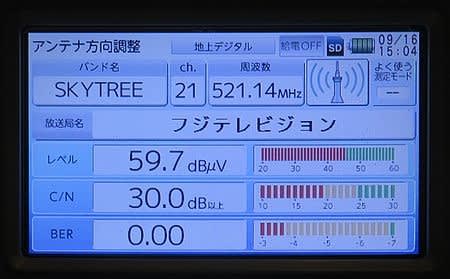 アンテナ方向調整 地上デジタル 給電OFF SD 09/16
15:04
バンド名 ch. 周波数 よく使う
測定モード
SKYTREE 21 521.14MHz --
放送局名 フジテレビジョン
レベル 59.7 dBμV
20 30 40 50 60
C/N 30.0 dB以上
10 15 20 25 30
BER 0.00
-3 -4 -5 -6 -7